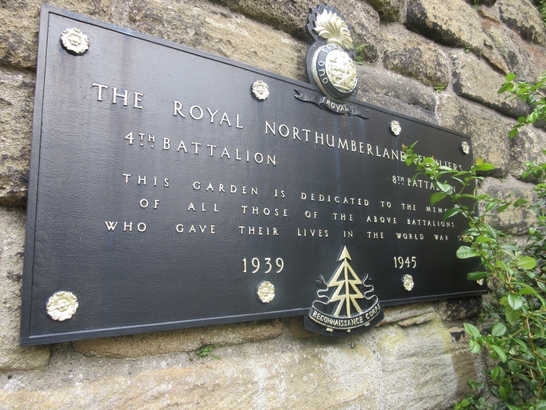 ROYAL
THE ROYAL NORTHUMBERLAND FUSILIERS
4TH BATTALION 8TH BATTALION
THIS GARDEN IS DEDICATED TO THE
OF ALL THOSE OF THE ABOVE BATTALIONS
WHO GAVE THEIR LIVES IN THE WORLD WAR
1939 1945
RECONNAISSANCE CORPS